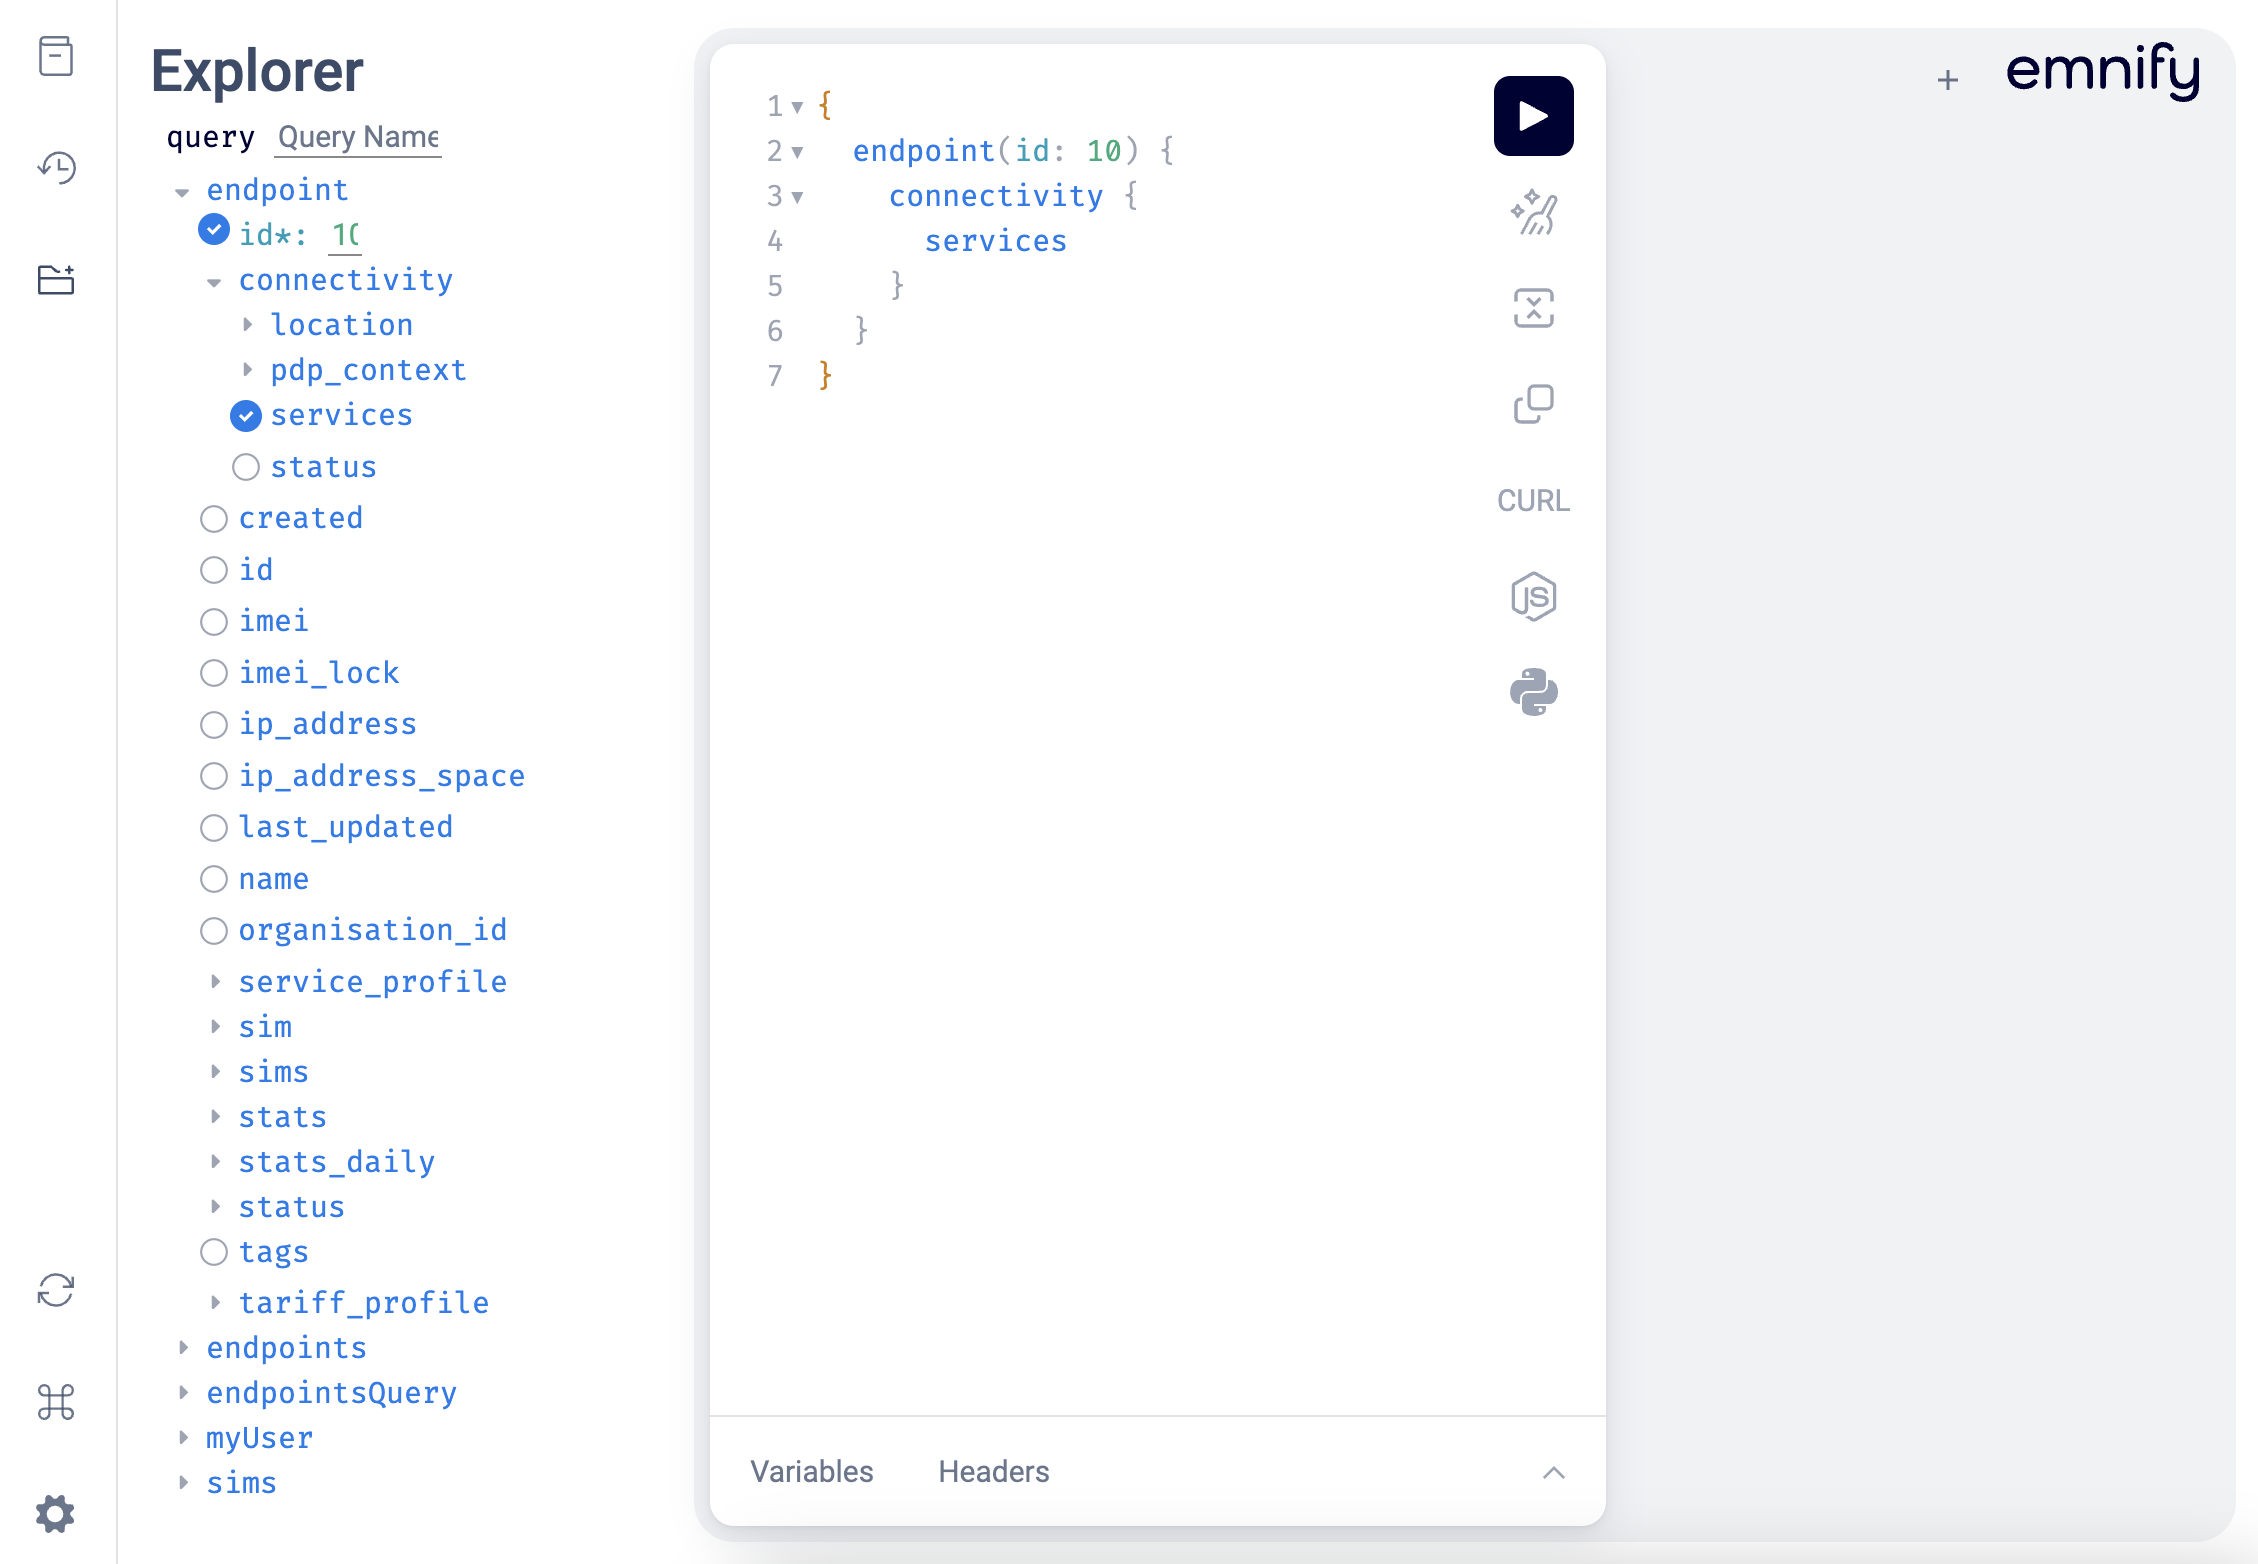 Explorer
query Query Name
endpoint
id*: 10
connectivity
location
pdp_context
services
status
created
id
imei
imei_lock
ip_address
ip_address_space
last_updated
name
organisation_id
service_profile
sim
sims
stats
stats_daily
status
tags
tariff_profile
endpoints
endpointsQuery
myUser
sims
1 {
2 endpoint(id: 10) {
3 connectivity {
4 services
5 }
6 }
7 }
CURL
JS
Variables Headers
+ emnify